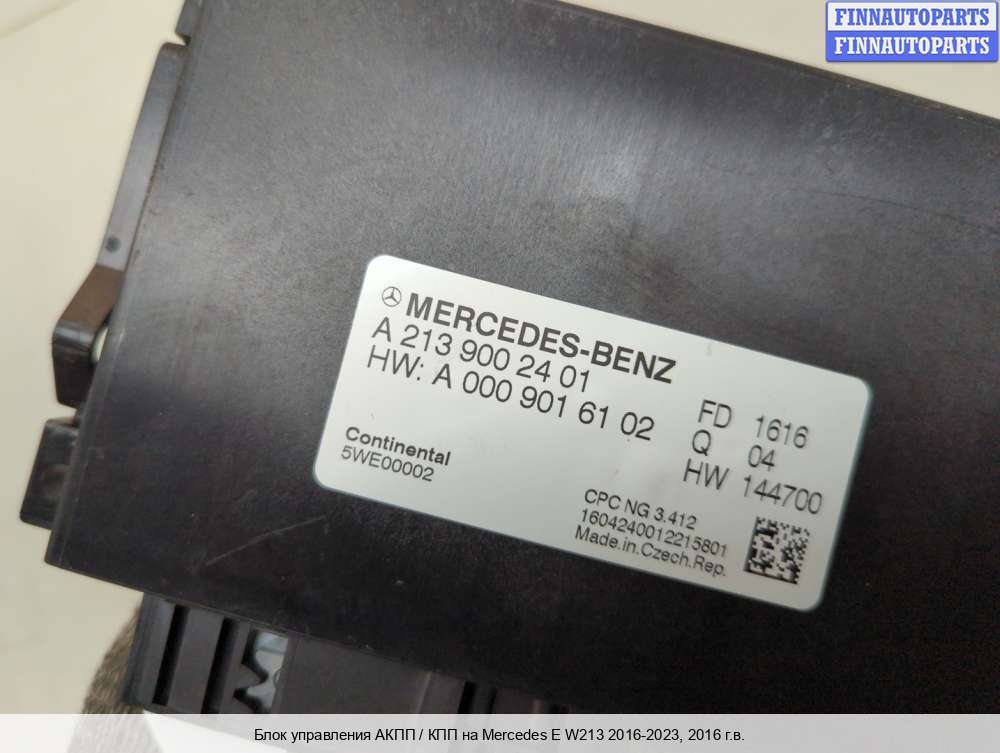 FINNAUTOPARTS
FINNAUTOPARTS
MERCEDES-BENZ
A 213 900 24 01
HW: A 000 901 61 02
FD 1616
Q 04
HW 144700
Continental
5WE00002
CPC NG 3.412
1604240012215801
Made.in.Czech.Rep.
Блок управления АКПП / КПП на Mercedes E W213 2016-2023, 2016 г.в.